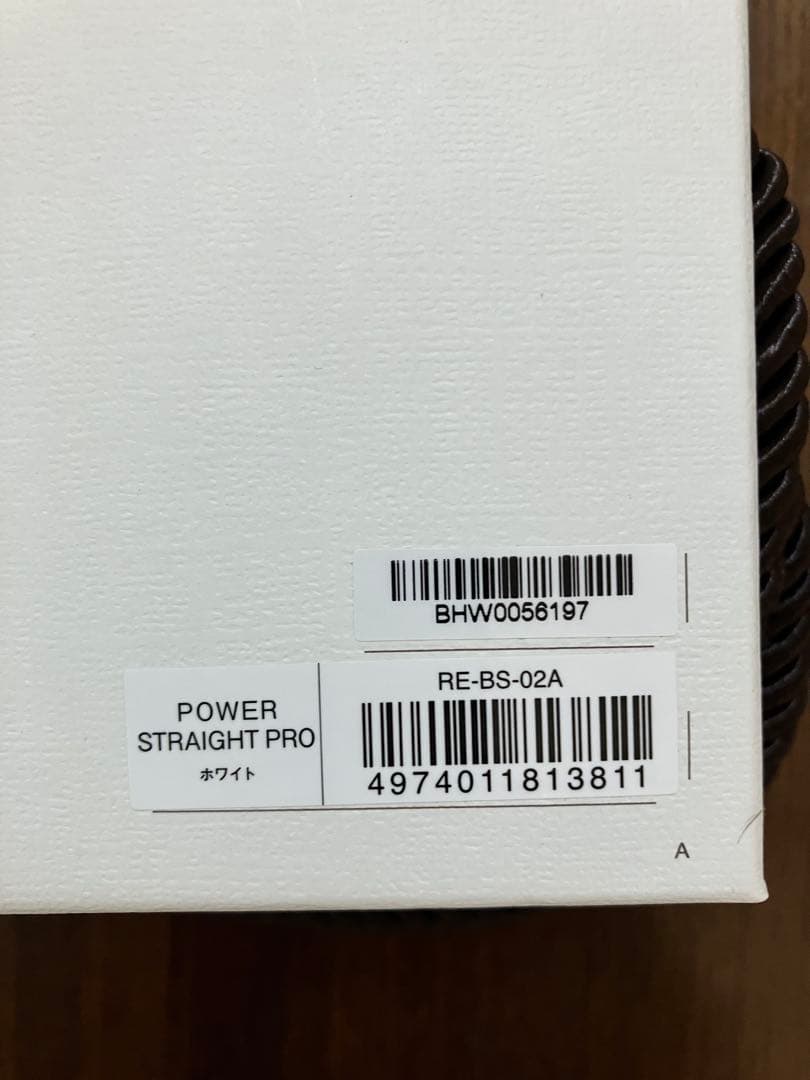 BHW0056197
POWER
STRAIGHT PRO
ホワイト
RE-BS-02A
4974011813811
A